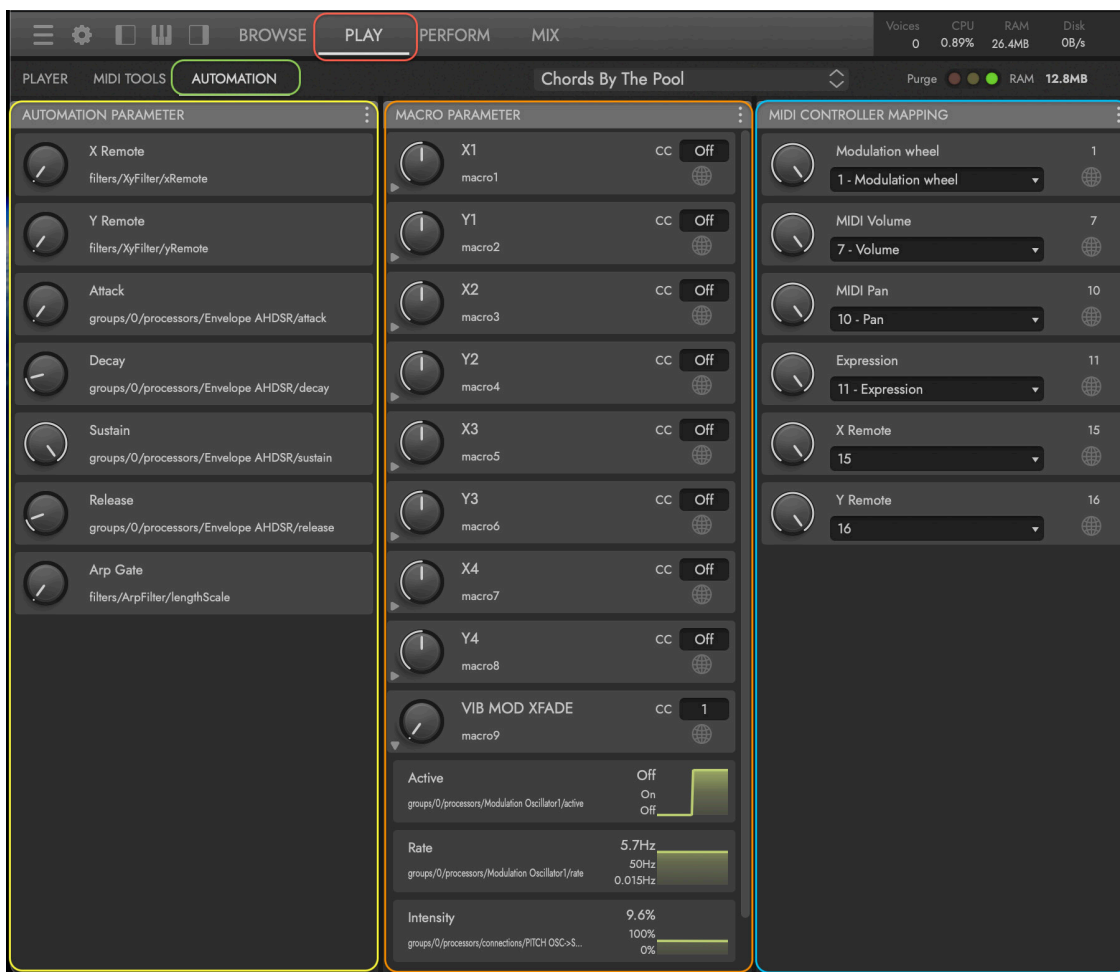 BROWSE PLAY PERFORM MIX
Voices CPU RAM Disk
0 0.89% 26.4MB 0B/s
PLAYER MIDI TOOLS AUTOMATION Chords By The Pool Purge RAM 12.8MB
AUTOMATION PARAMETER
X Remote
filters/XyFilter/xRemote
Y Remote
filters/XyFilter/yRemote
Attack
groups/0/processors/Envelope AHDSR/attack
Decay
groups/0/processors/Envelope AHDSR/decay
Sustain
groups/0/processors/Envelope AHDSR/sustain
Release
groups/0/processors/Envelope AHDSR/release
Arp Gate
filters/ArpFilter/lengthScale
MACRO PARAMETER
X1 CC Off
macro1
Y1 CC Off
macro2
X2 CC Off
macro3
Y2 CC Off
macro4
X3 CC Off
macro5
Y3 CC Off
macro6
X4 CC Off
macro7
Y4 CC Off
macro8
VIB MOD XFADE CC 1
macro9
Active Off
On
groups/0/processors/Modulation Oscillator1/active
Off
Rate 5.7Hz
50Hz
groups/0/processors/Modulation Oscillator1/rate
0.015Hz
Intensity 9.6%
100%
groups/0/processors/connections/PITCH OSC->S...
0%
MIDI CONTROLLER MAPPING
Modulation wheel 1
1 - Modulation wheel
MIDI Volume 7
7 - Volume
MIDI Pan 10
10 - Pan
Expression 11
11 - Expression
X Remote 15
15
Y Remote 16
16